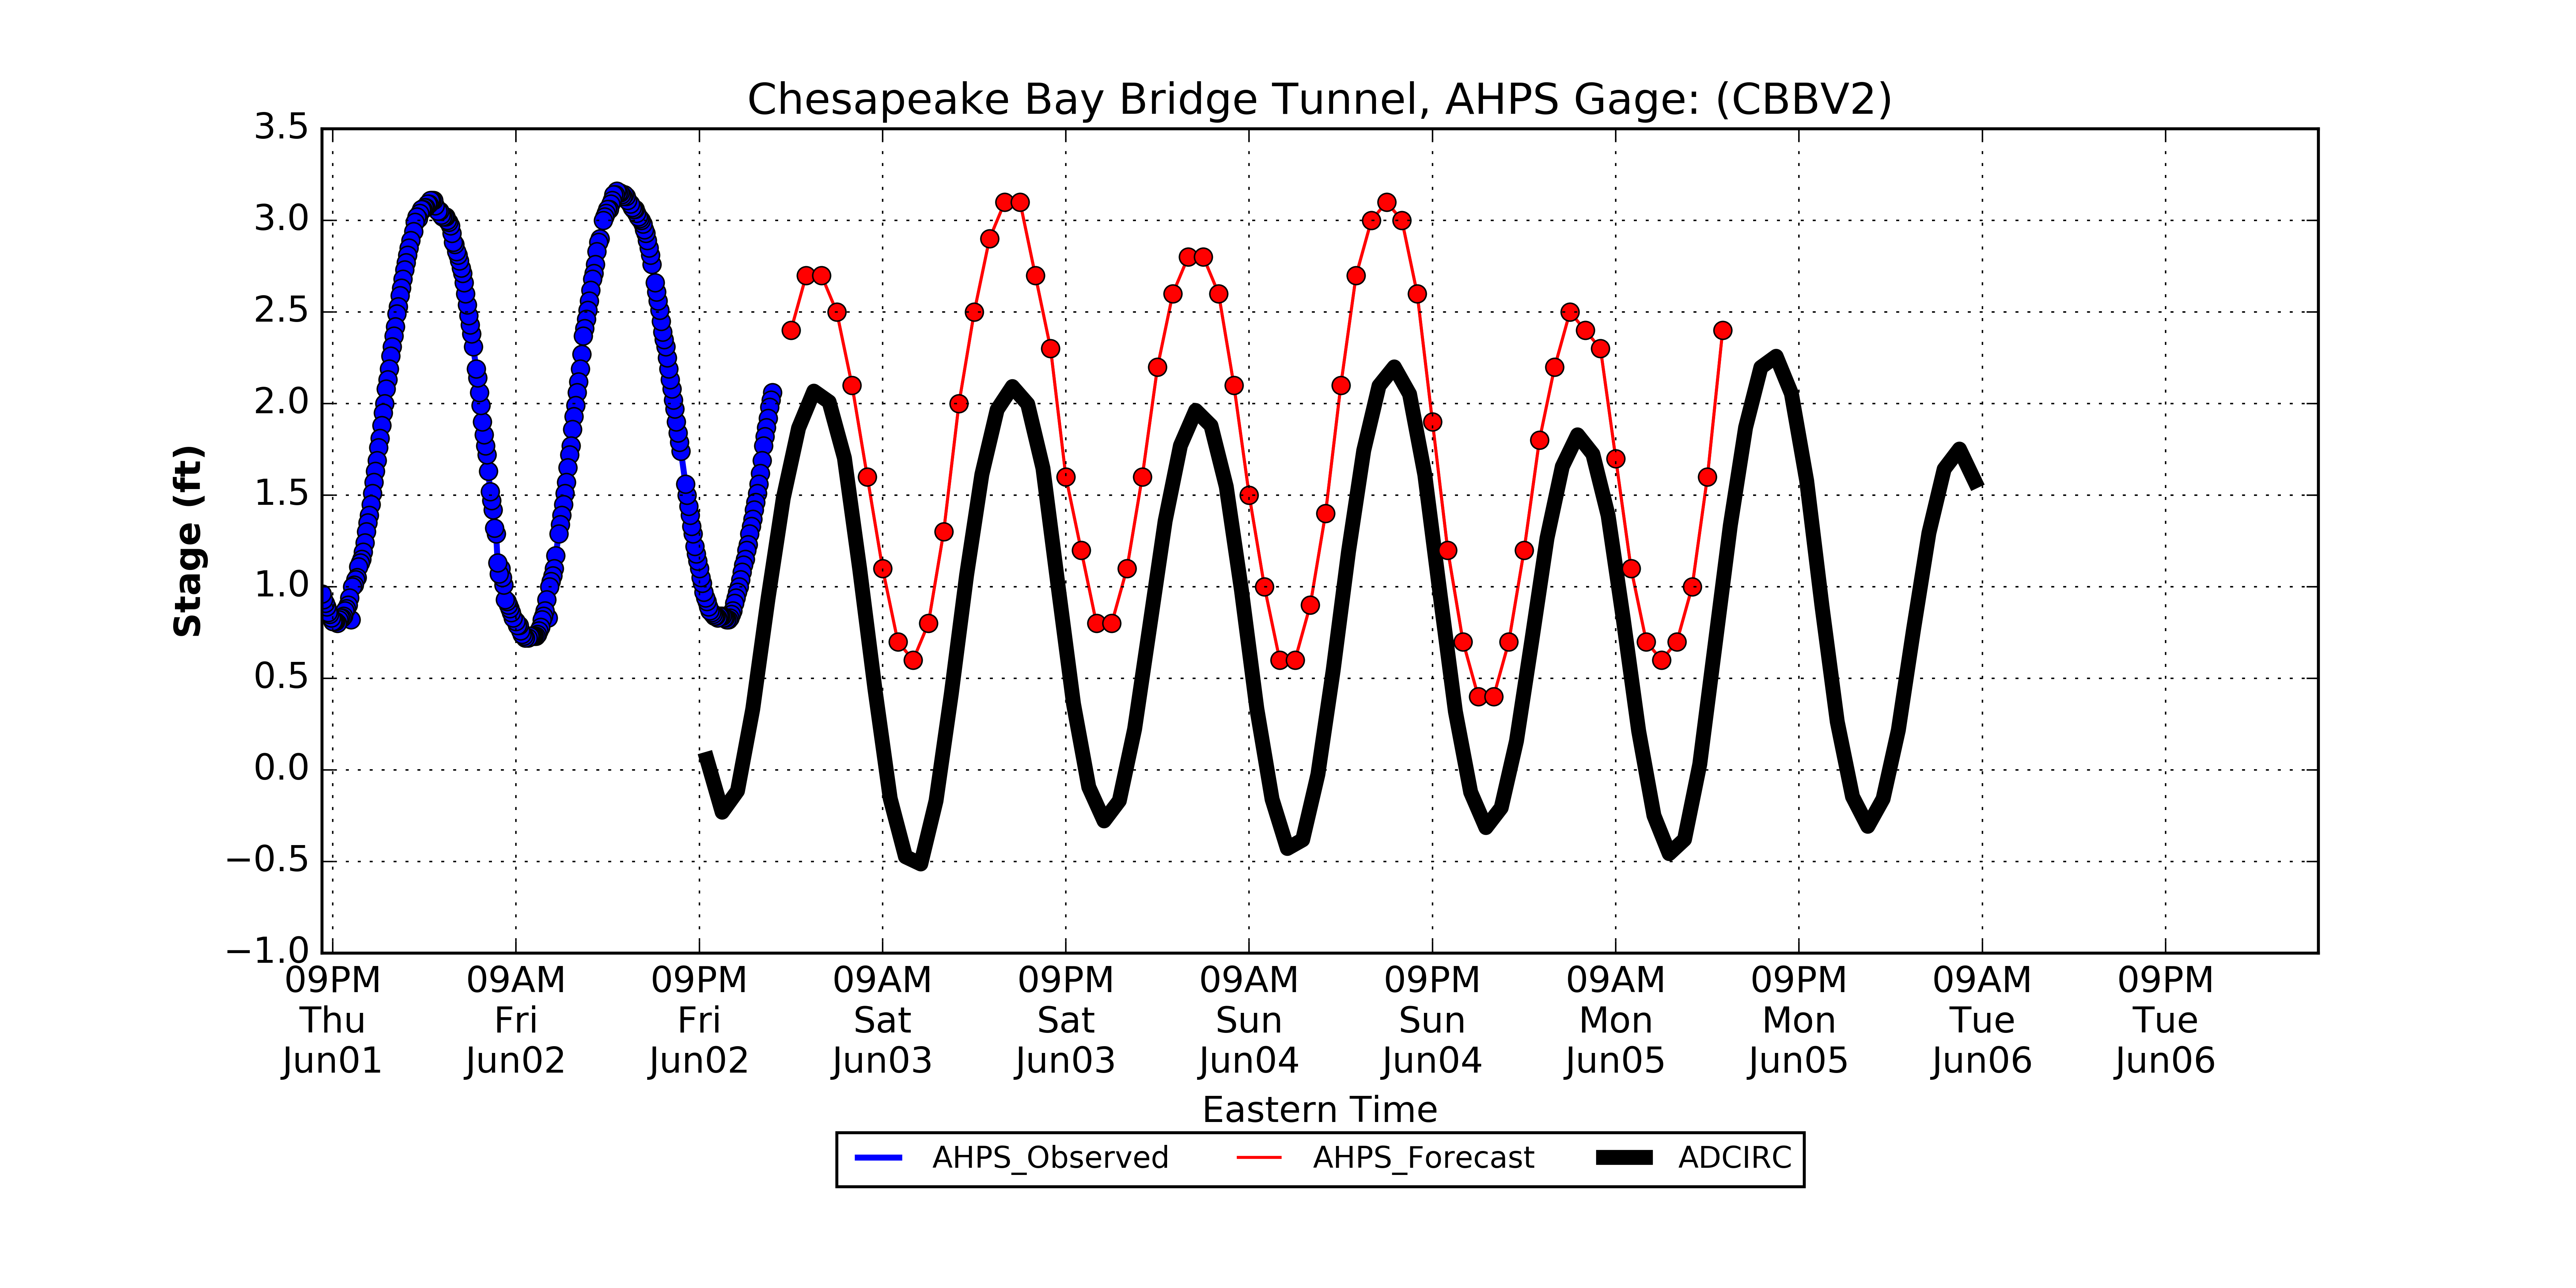 Chesapeake Bay Bridge Tunnel, AHPS Gage: (CBBV2)
Stage (ft)
3.5
3.0
2.5
2.0
1.5
1.0
0.5
0.0
−0.5
−1.0
09PM 09AM 09PM 09AM 09PM 09AM 09PM 09AM 09PM 09AM 09PM
Thu Fri Fri Sat Sat Sun Sun Mon Mon Tue Tue
Jun01 Jun02 Jun02 Jun03 Jun03 Jun04 Jun04 Jun05 Jun05 Jun06 Jun06
Eastern Time
AHPS_Observed AHPS_Forecast ADCIRC